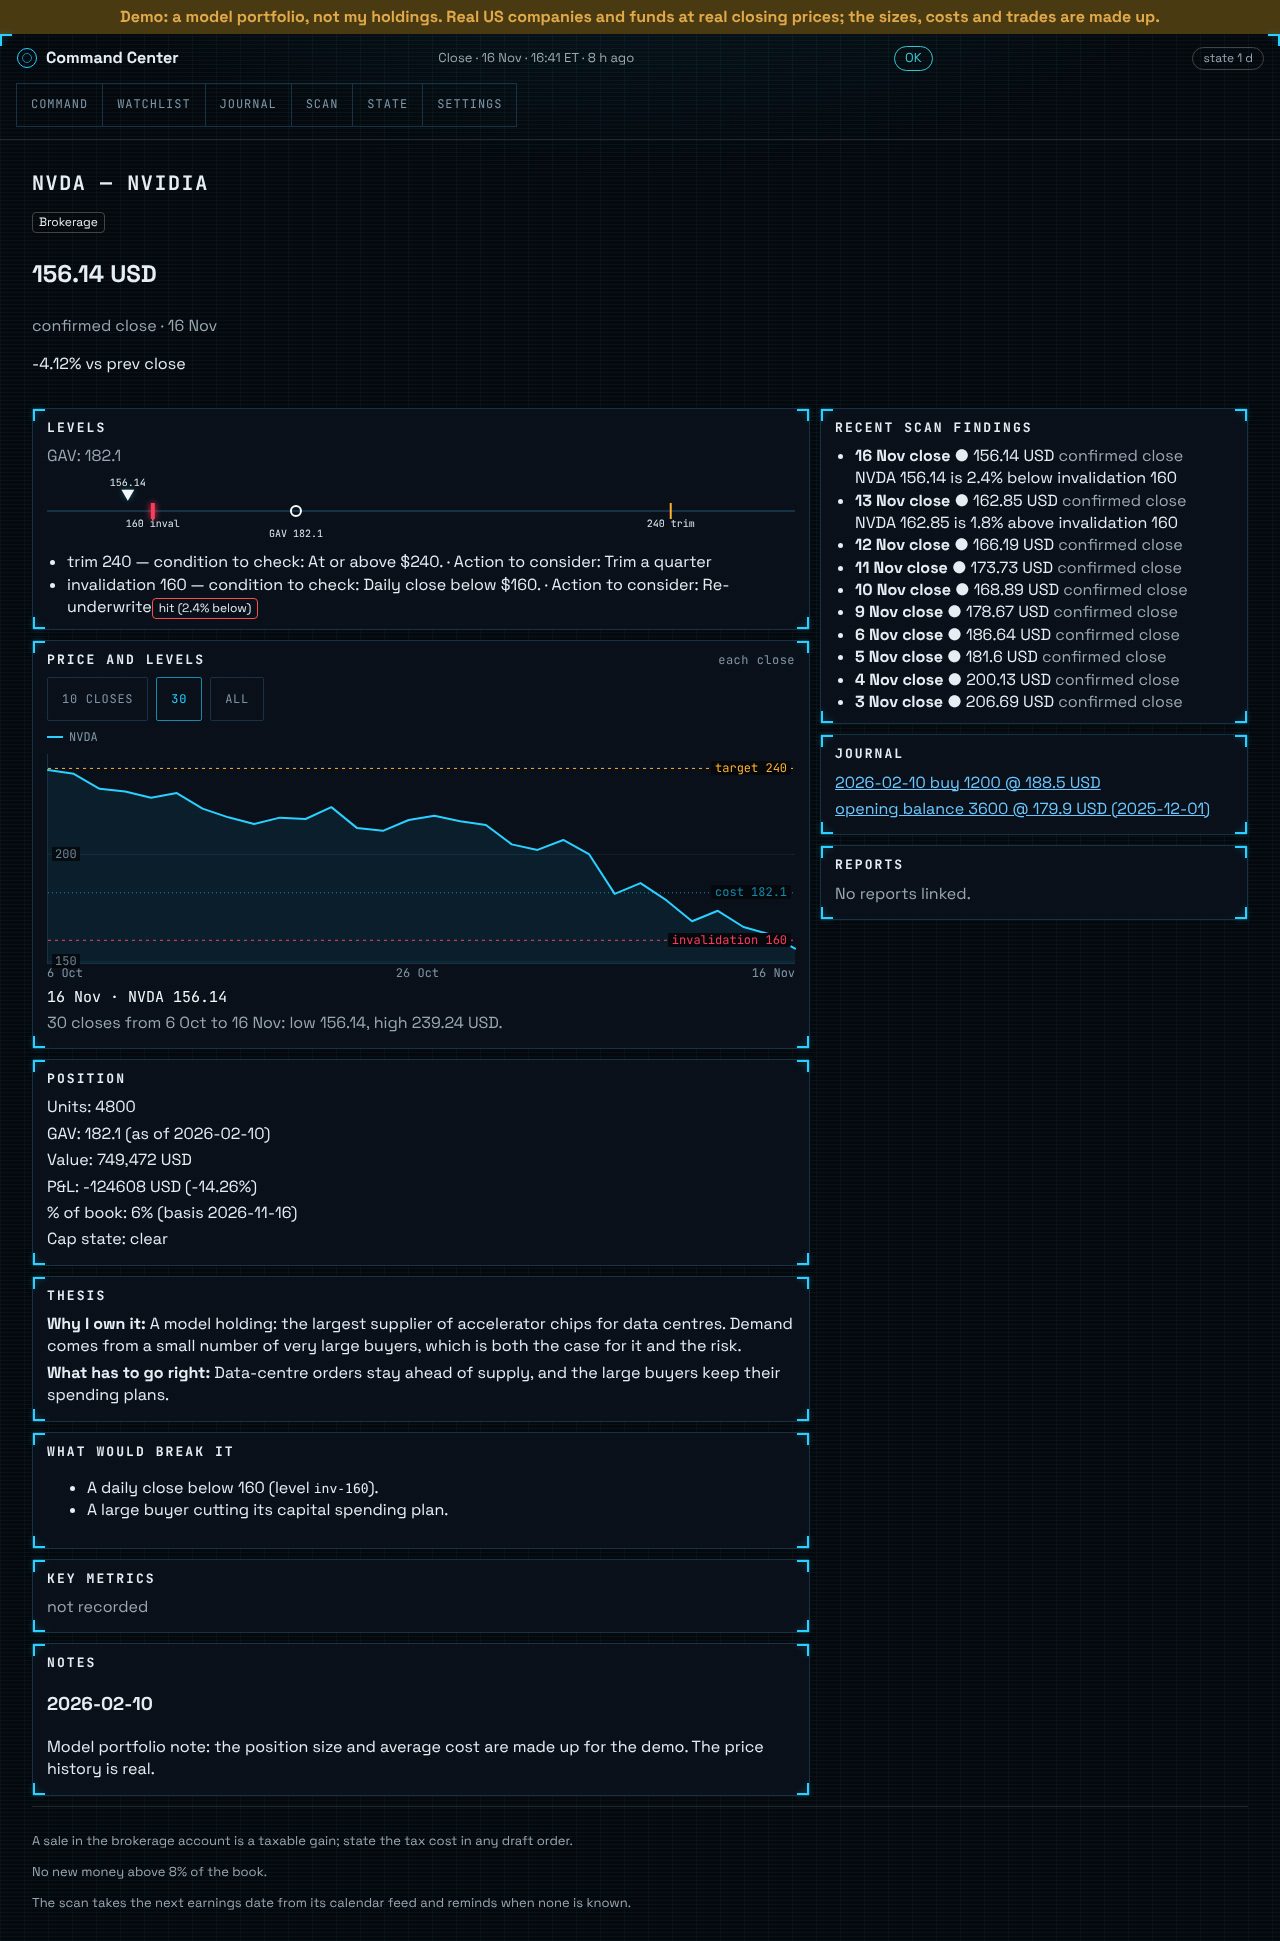 Demo: a model portfolio, not my holdings. Real US companies and funds at real closing prices; the sizes, costs and trades are made up.
Command Center
Close · 16 Nov · 16:41 ET · 8 h ago
OK
state 1 d
COMMAND
WATCHLIST
JOURNAL
SCAN
STATE
SETTINGS
NVDA — NVIDIA
Brokerage
156.14 USD
confirmed close · 16 Nov
-4.12% vs prev close
LEVELS
GAV: 182.1
156.14
160 inval
GAV 182.1
240 trim
trim 240 — condition to check: At or above $240. · Action to consider: Trim a quarter
invalidation 160 — condition to check: Daily close below $160. · Action to consider: Re-
underwrite hit (2.4% below)
PRICE AND LEVELS
each close
10 CLOSES
30
ALL
NVDA
target 240
200
cost 182.1
invalidation 160
150
6 Oct
26 Oct
16 Nov
16 Nov · NVDA 156.14
30 closes from 6 Oct to 16 Nov: low 156.14, high 239.24 USD.
POSITION
Units: 4800
GAV: 182.1 (as of 2026-02-10)
Value: 749,472 USD
P&L: -124608 USD (-14.26%)
% of book: 6% (basis 2026-11-16)
Cap state: clear
THESIS
Why I own it: A model holding: the largest supplier of accelerator chips for data centres. Demand
comes from a small number of very large buyers, which is both the case for it and the risk.
What has to go right: Data-centre orders stay ahead of supply, and the large buyers keep their
spending plans.
WHAT WOULD BREAK IT
A daily close below 160 (level inv-160).
A large buyer cutting its capital spending plan.
KEY METRICS
not recorded
NOTES
2026-02-10
Model portfolio note: the position size and average cost are made up for the demo. The price
history is real.
RECENT SCAN FINDINGS
16 Nov close ● 156.14 USD confirmed close
NVDA 156.14 is 2.4% below invalidation 160
13 Nov close ● 162.85 USD confirmed close
NVDA 162.85 is 1.8% above invalidation 160
12 Nov close ● 166.19 USD confirmed close
11 Nov close ● 173.73 USD confirmed close
10 Nov close ● 168.89 USD confirmed close
9 Nov close ● 178.67 USD confirmed close
6 Nov close ● 186.64 USD confirmed close
5 Nov close ● 181.6 USD confirmed close
4 Nov close ● 200.13 USD confirmed close
3 Nov close ● 206.69 USD confirmed close
JOURNAL
2026-02-10 buy 1200 @ 188.5 USD
opening balance 3600 @ 179.9 USD (2025-12-01)
REPORTS
No reports linked.
A sale in the brokerage account is a taxable gain; state the tax cost in any draft order.
No new money above 8% of the book.
The scan takes the next earnings date from its calendar feed and reminds when none is known.